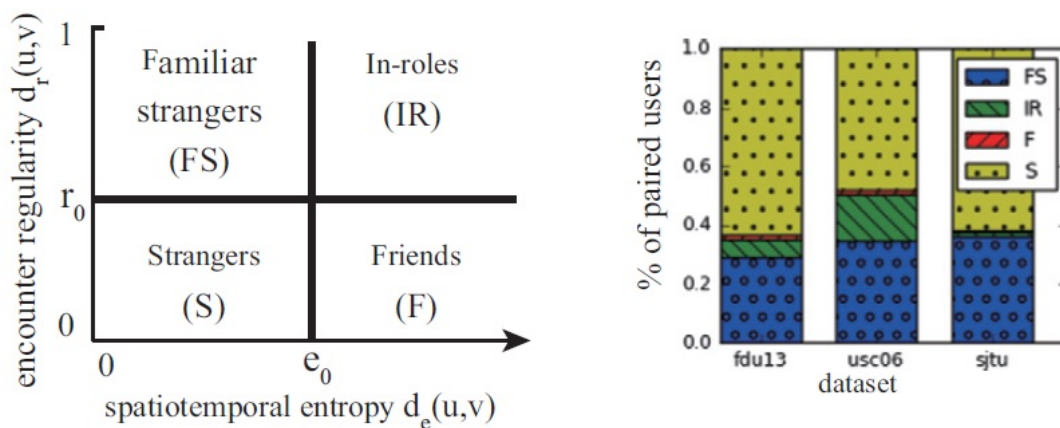 encounter regularity d_r(u,v)
1
r_0
0
Familiar
strangers
(FS)
In-roles
(IR)
Strangers
(S)
Friends
(F)
0
e_0
spatiotemporal entropy d_e(u,v)
% of paired users
1.0
0.8
0.6
0.4
0.2
0.0
FS
IR
F
S
fdu13 usc06 sjtu
dataset